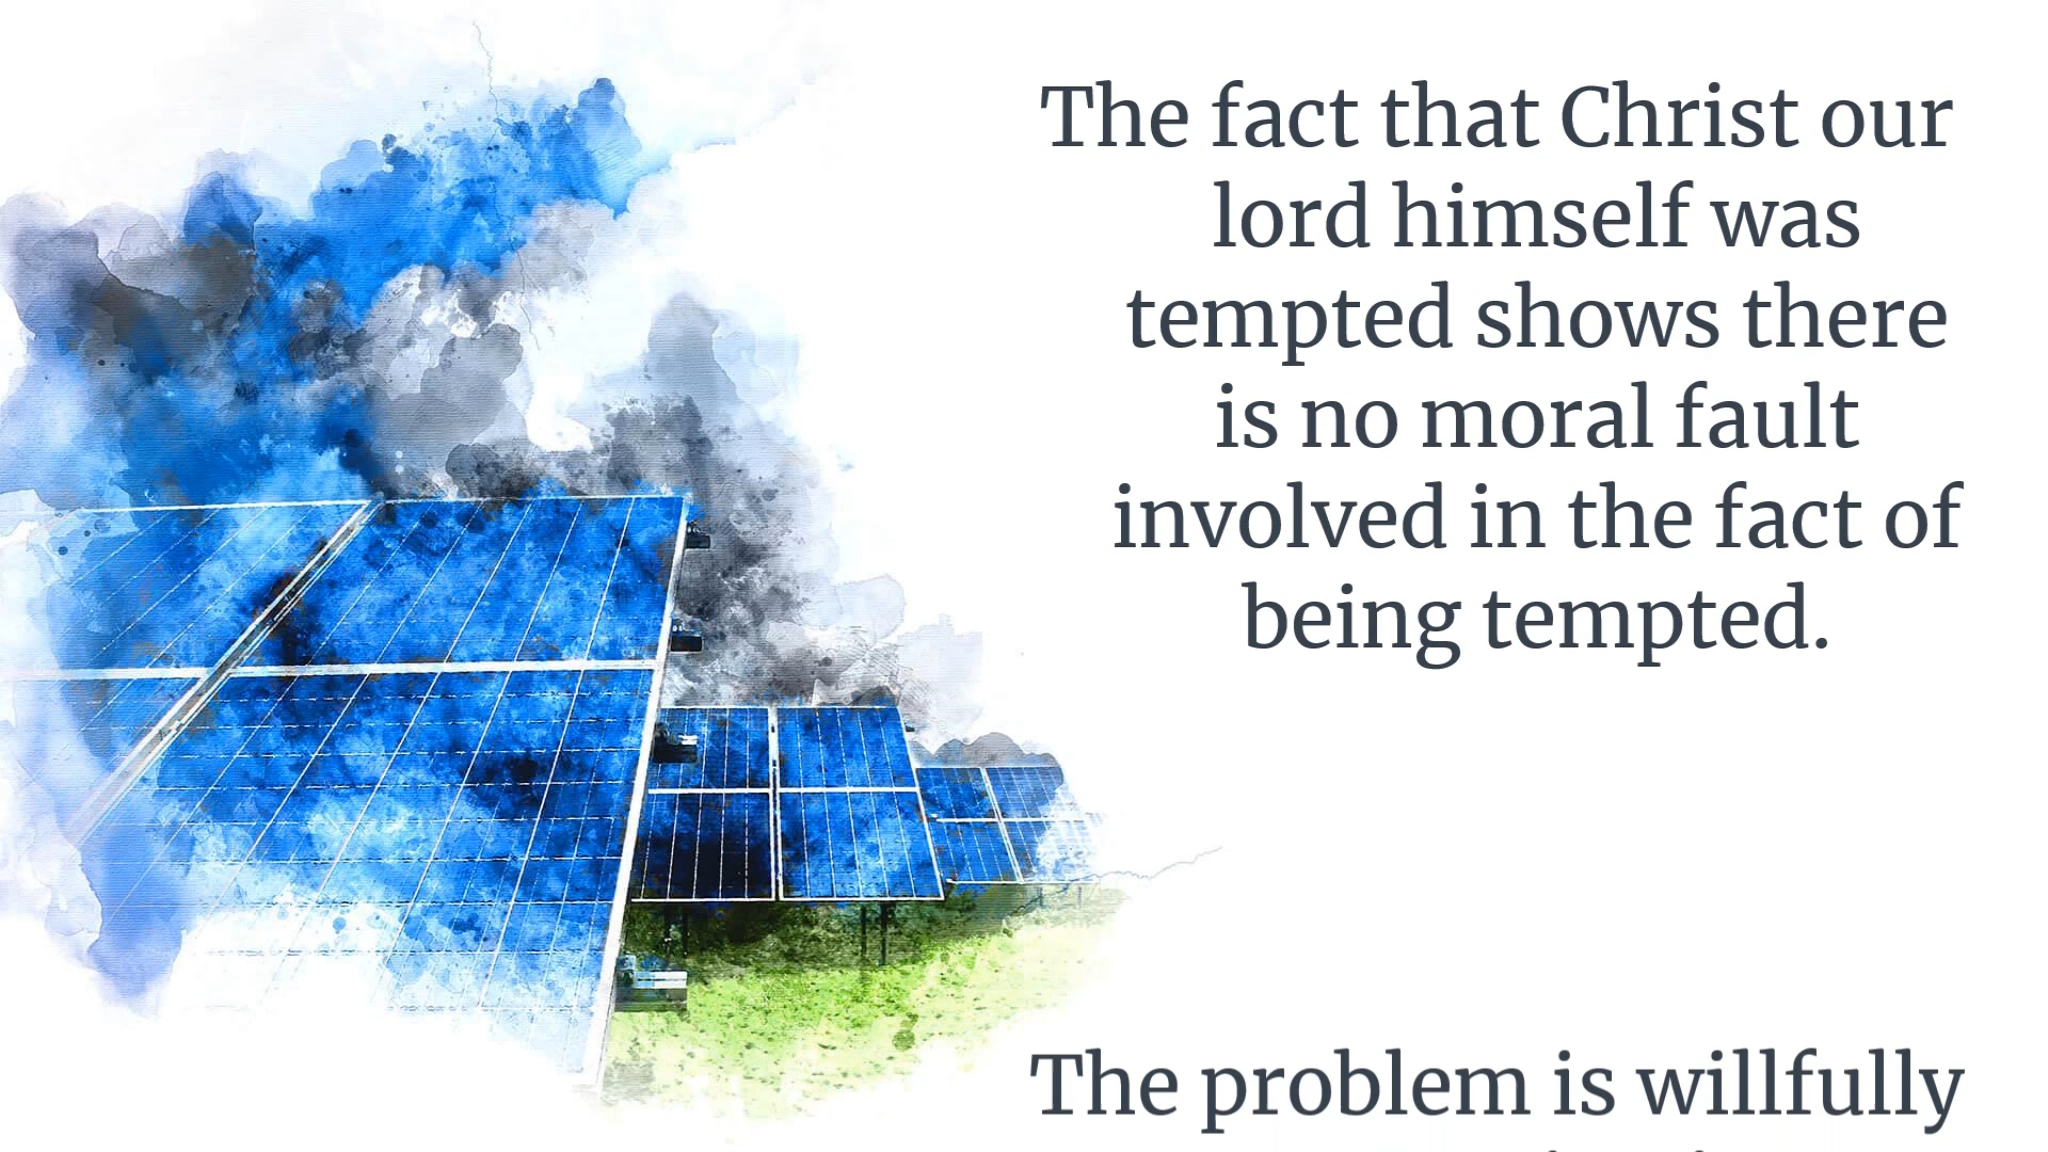 The fact that Christ our
lord himself was
tempted shows there
is no moral fault
involved in the fact of
being tempted.
The problem is willfully